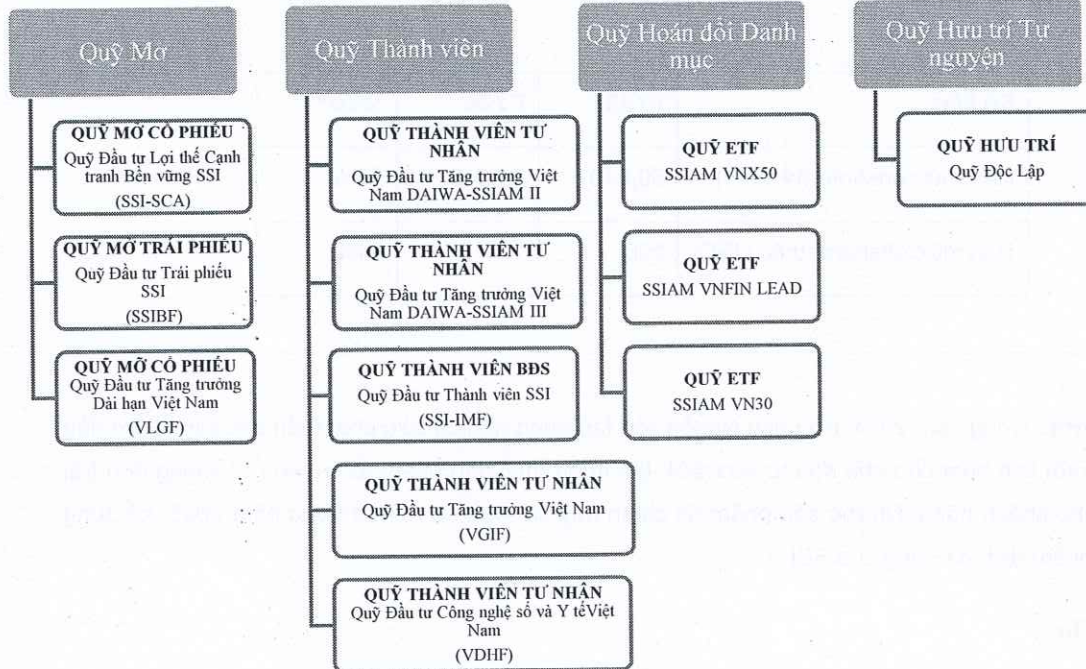 Quỹ Mở
QUỸ MỞ CỔ PHIẾU
Quỹ Đầu tư Lợi thế Cạnh
tranh Bền vững SSI
(SSI-SCA)
QUỸ MỞ TRÁI PHIẾU
Quỹ Đầu tư Trái phiếu
SSI
(SSIBF)
QUỸ MỞ CỔ PHIẾU
Quỹ Đầu tư Tăng trưởng
Dài hạn Việt Nam
(VLGF)
Quỹ Thành viên
QUỸ THÀNH VIÊN TƯ
NHÂN
Quỹ Đầu tư Tăng trưởng Việt
Nam DAIWA-SSIAM II
QUỸ THÀNH VIÊN TƯ
NHÂN
Quỹ Đầu tư Tăng trưởng Việt
Nam DAIWA-SSIAM III
QUỸ THÀNH VIÊN BĐS
Quỹ Đầu tư Thành viên SSI
(SSI-IMF)
QUỸ THÀNH VIÊN TƯ NHÂN
Quỹ Đầu tư Tăng trưởng Việt Nam
(VGIF)
QUỸ THÀNH VIÊN TƯ NHÂN
Quỹ Đầu tư Công nghệ số và Y tếViệt
Nam
(VDHF)
Quỹ Hoán đổi Danh
mục
QUỸ ETF
SSIAM VNX50
QUỸ ETF
SSIAM VNFIN LEAD
QUỸ ETF
SSIAM VN30
Quỹ Hưu trí Tự
nguyện
QUỸ HƯU TRÍ
Quỹ Độc Lập